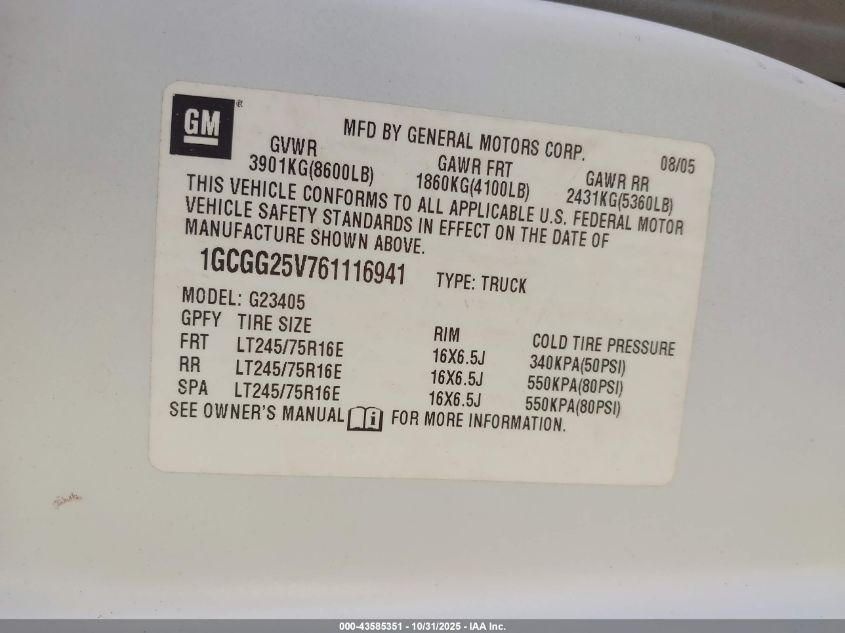 GM®
MFD BY GENERAL MOTORS CORP. 08/05
GVWR GAWR FRT GAWR RR
3901KG(8600LB) 1860KG(4100LB) 2431KG(5360LB)
THIS VEHICLE CONFORMS TO ALL APPLICABLE U.S. FEDERAL MOTOR
VEHICLE SAFETY STANDARDS IN EFFECT ON THE DATE OF
MANUFACTURE SHOWN ABOVE.
1GCGG25V761116941 TYPE: TRUCK
MODEL: G23405
GPFY TIRE SIZE RIM COLD TIRE PRESSURE
FRT LT245/75R16E 16X6.5J 340KPA(50PSI)
RR LT245/75R16E 16X6.5J 550KPA(80PSI)
SPA LT245/75R16E 16X6.5J 550KPA(80PSI)
SEE OWNER'S MANUAL i FOR MORE INFORMATION.
000-43585351 - 10/31/2025 - IAA Inc.